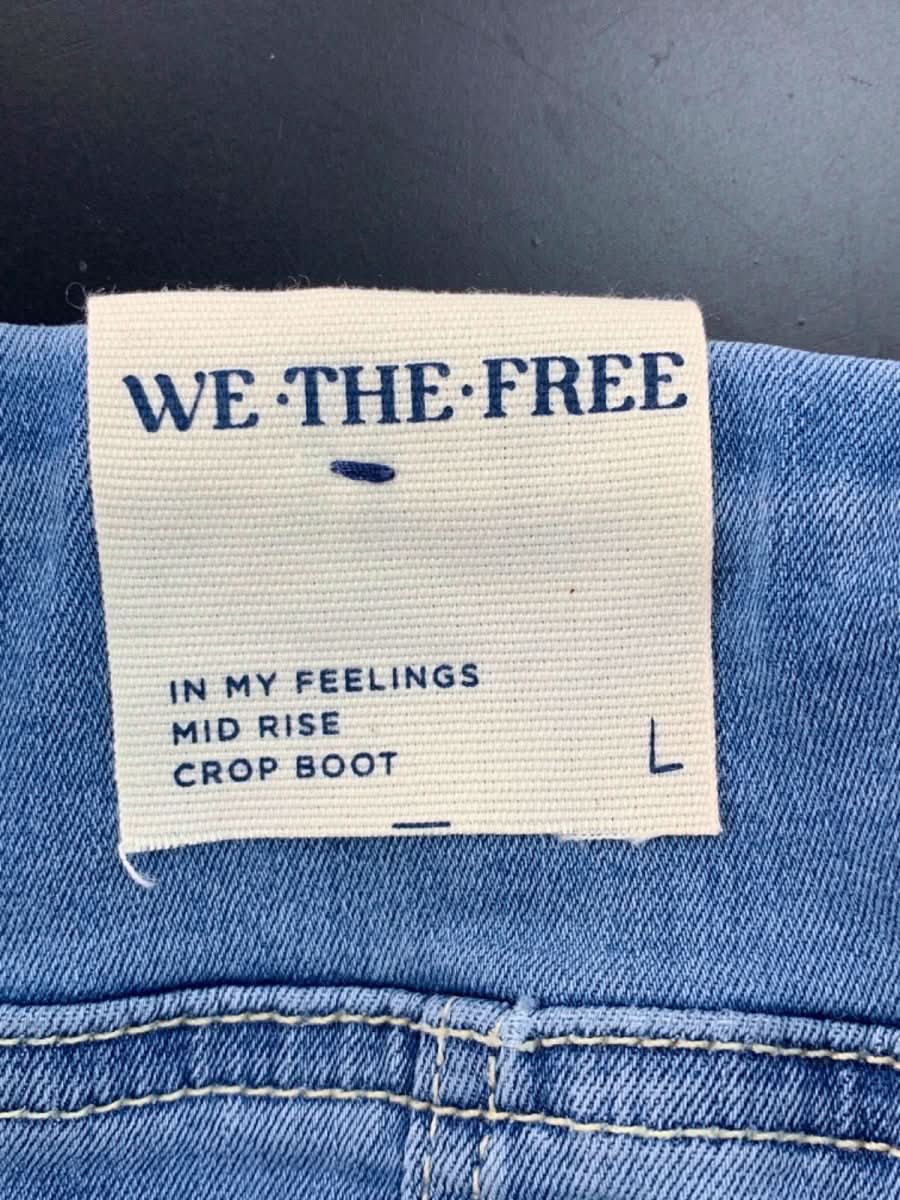 WE·THE·FREE
IN MY FEELINGS
MID RISE
CROP BOOT
L